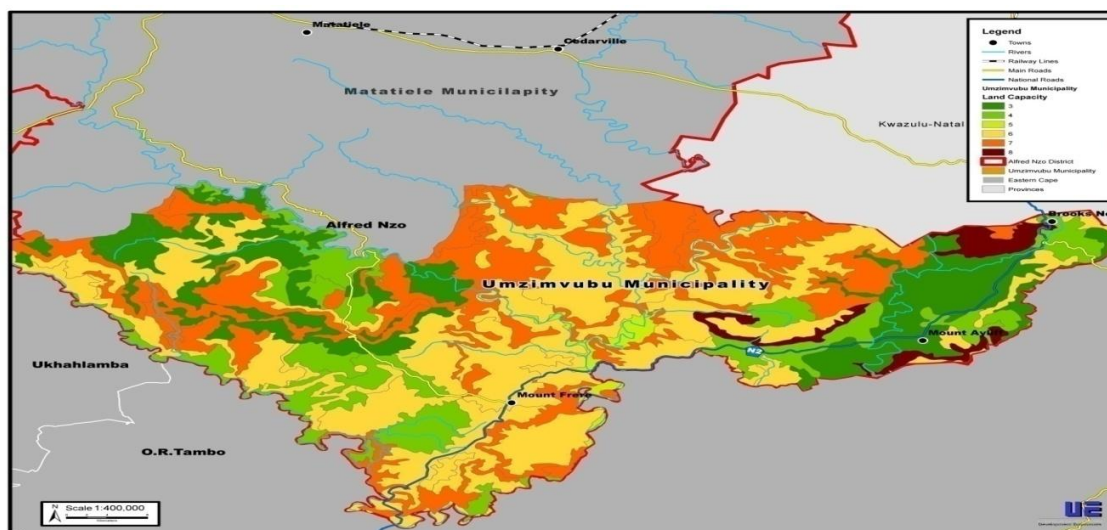 Matatiele
Cedarville
Matatiele Municilapity
Kwazulu-Natal
Alfred Nzo
Brooks Ne
Umzimvubu Municipality
Mount Ayliff
N2
Ukhahlamba
Mount Frere
O.R.Tambo
N
Scale 1:400,000
Legend
Towns
Rivers
Railway Lines
Main Roads
National Roads
Umzimvubu Municipality
Land Capacity
3
4
5
6
7
8
Alfred Nzo District
Umzimvubu Municipality
Eastern Cape
Provinces